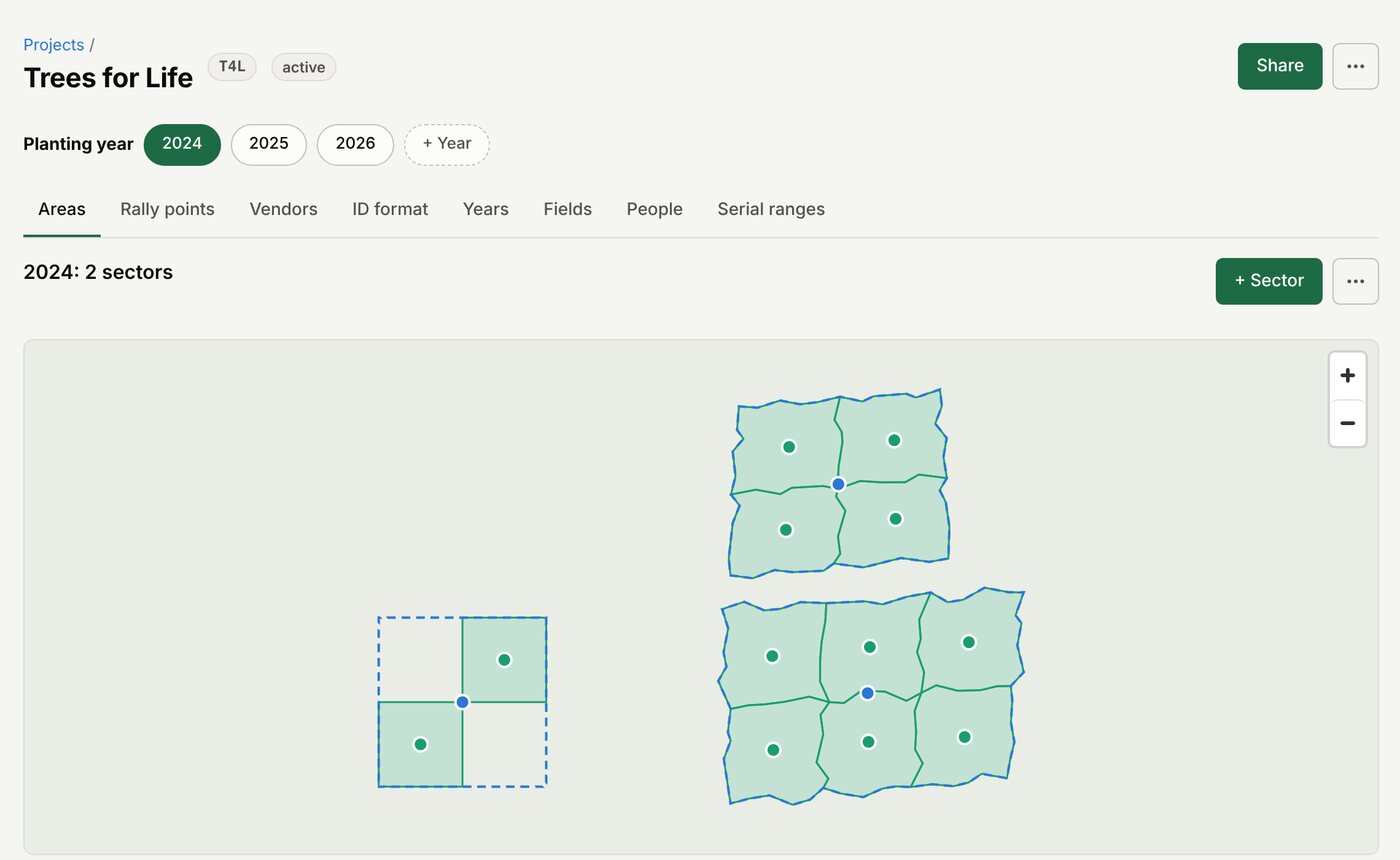 Projects /
Trees for Life T4L active
Share ...
Planting year 2024 2025 2026 + Year
Areas Rally points Vendors ID format Years Fields People Serial ranges
2024: 2 sectors
+ Sector ...
+
−